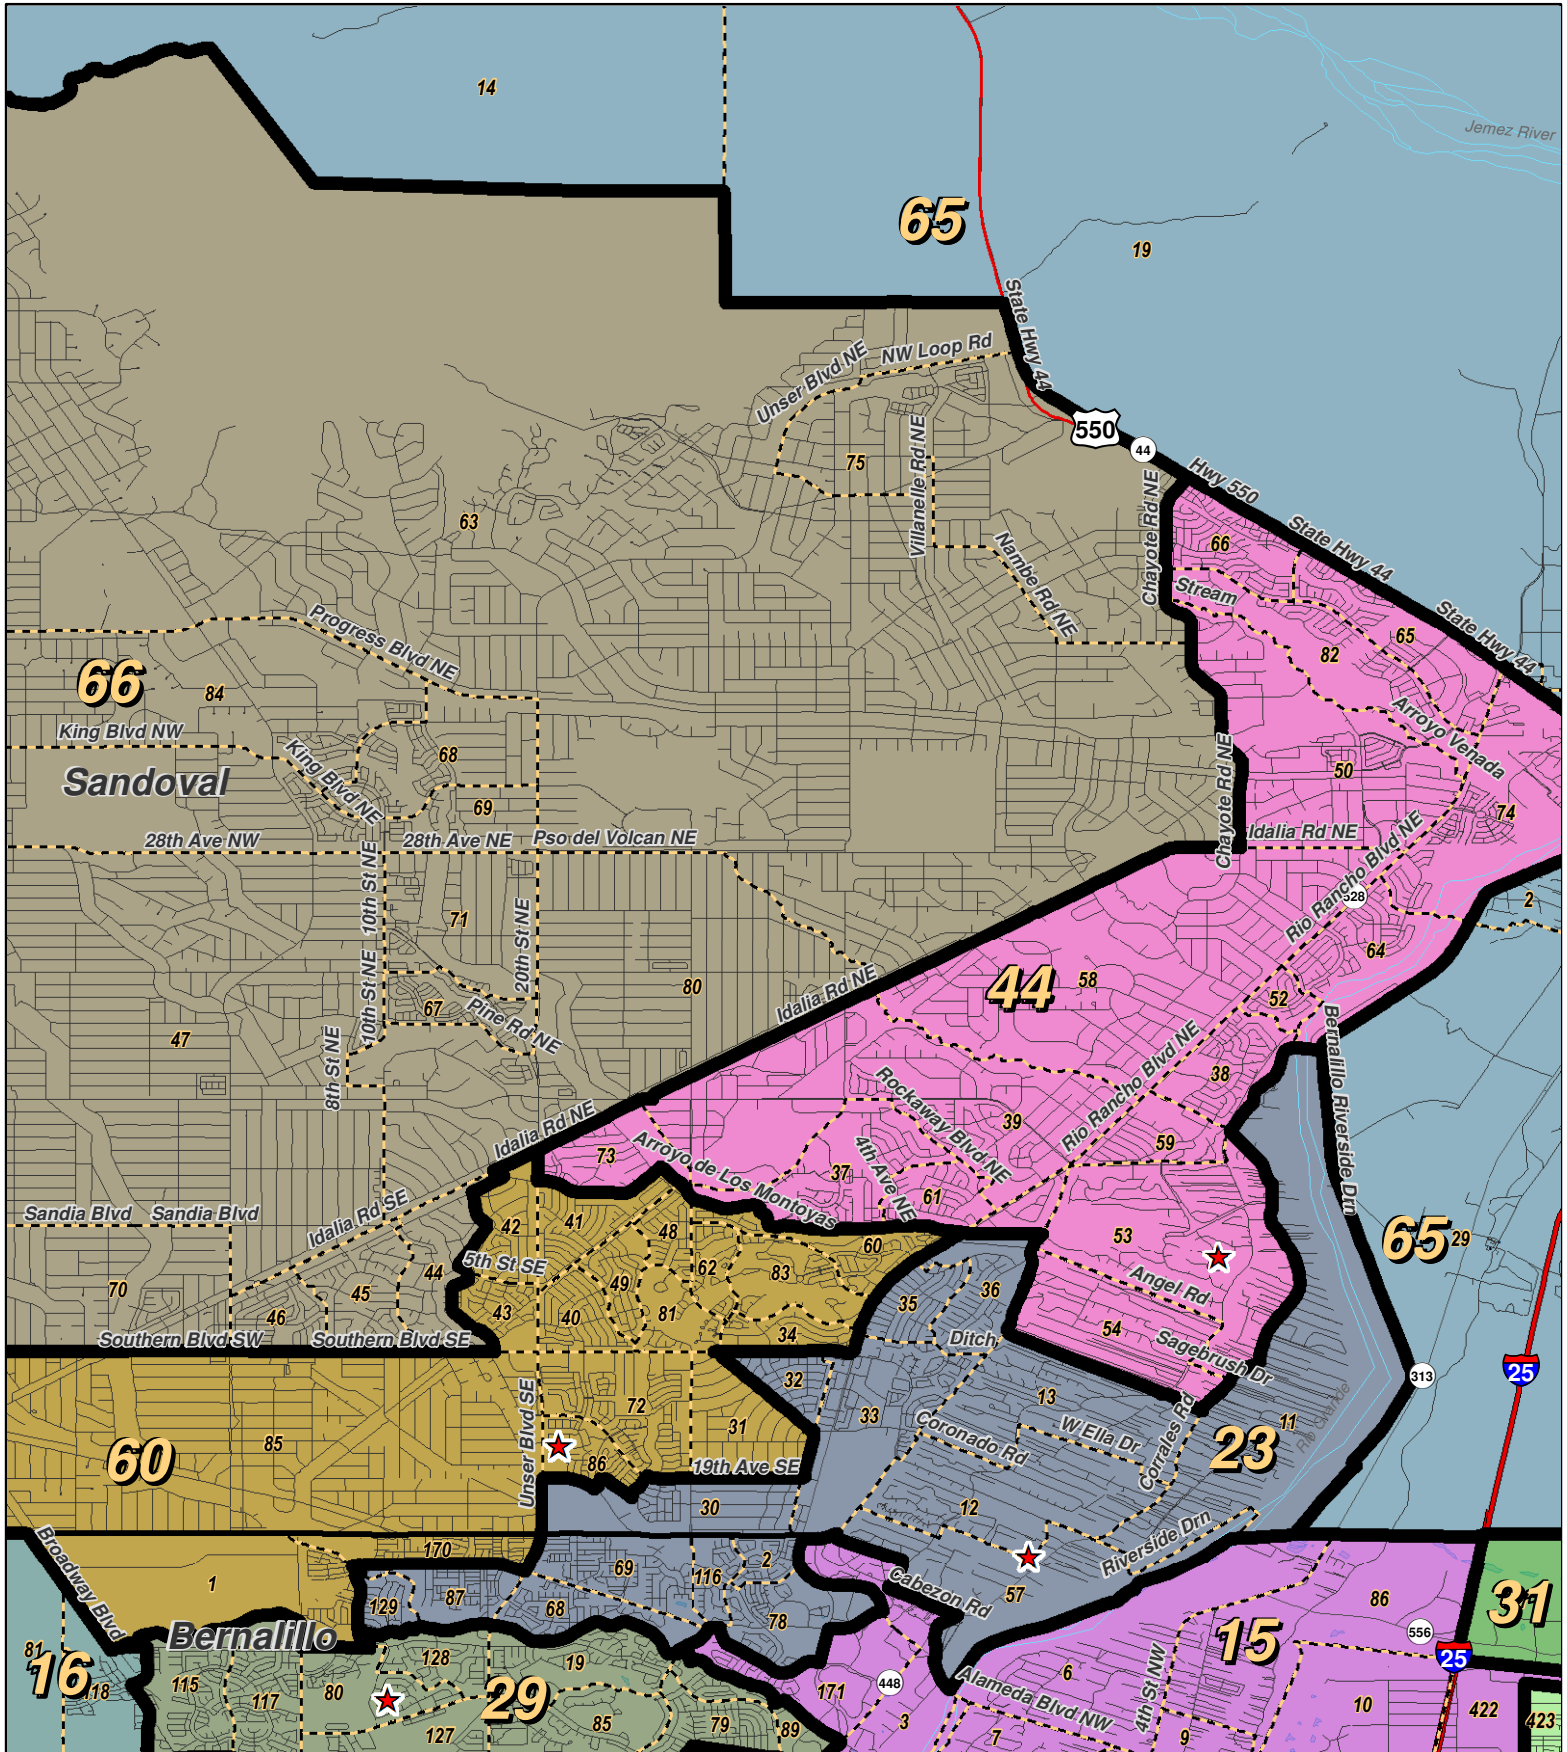 14
Jemez River
65
19
State Hwy 44
NW Loop Rd
Unser Blvd NE
550
44
Hwy 550
75
Villanelle Rd NE
Chayote Rd NE
63
State Hwy 44
66
Nambe Rd NE
Stream
State Hwy 44
Progress Blvd NE
65
82
66
84
Arroyo Venada
King Blvd NW
King Blvd NE
68
Chayote Rd NE
50
Sandoval
69
74
28th Ave NW
28th Ave NE
Pso del Volcan NE
Idalia Rd NE
Rio Rancho Blvd NE
528
2
10th St NE
71
20th St NE
64
80
Idalia Rd NE
44
58
52
67
Pine Rd NE
10th St NE
47
8th St NE
Bernalillo Riverside Drn
Rio Rancho Blvd NE
38
Rockaway Blvd NE
39
Idalia Rd NE
59
73
Arroyo de Los Montoyas
37
4th Ave NE
61
Sandia Blvd
Sandia Blvd
Idalia Rd SE
42
41
48
53
65
29
60
5th St SE
44
62
83
49
Angel Rd
70
45
36
43
40
81
35
46
34
54
Ditch
Sagebrush Dr
Southern Blvd SW
Southern Blvd SE
313
25
32
13
Unser Blvd SE
72
31
33
Coronado Rd
W Ella Dr
Corrales Rd
11
Rio Grande
23
60
85
86
19th Ave SE
30
12
Riverside Drn
Broadway Blvd
170
69
116
2
1
129
87
68
78
Cabezon Rd
57
86
31
15
556
Bernalillo
81
16
118
115
117
80
128
19
29
127
85
79
89
171
448
3
6
Alameda Blvd NW
4th St NW
7
9
10
25
422
423